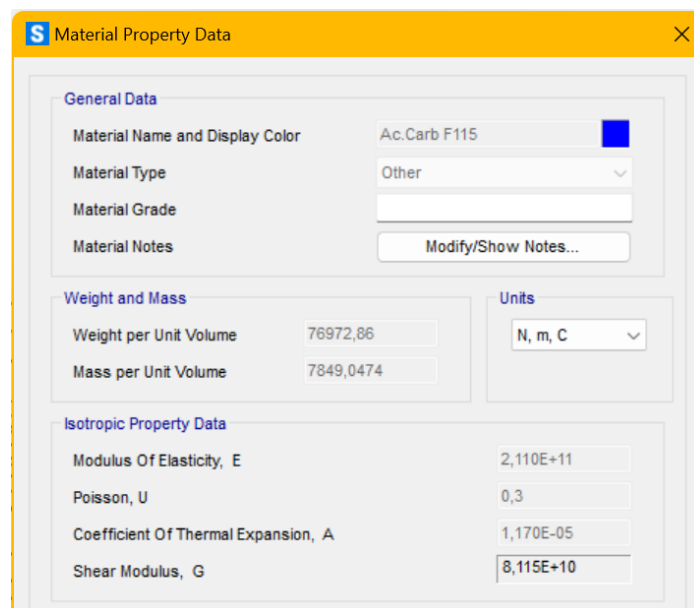 S Material Property Data
General Data
Material Name and Display Color Ac.Carb F115
Material Type Other
Material Grade
Material Notes Modify/Show Notes...
Weight and Mass
Weight per Unit Volume 76972,86
Mass per Unit Volume 7849,0474
Units
N, m, C
Isotropic Property Data
Modulus Of Elasticity, E 2,110E+11
Poisson, U 0,3
Coefficient Of Thermal Expansion, A 1,170E-05
Shear Modulus, G 8,115E+10